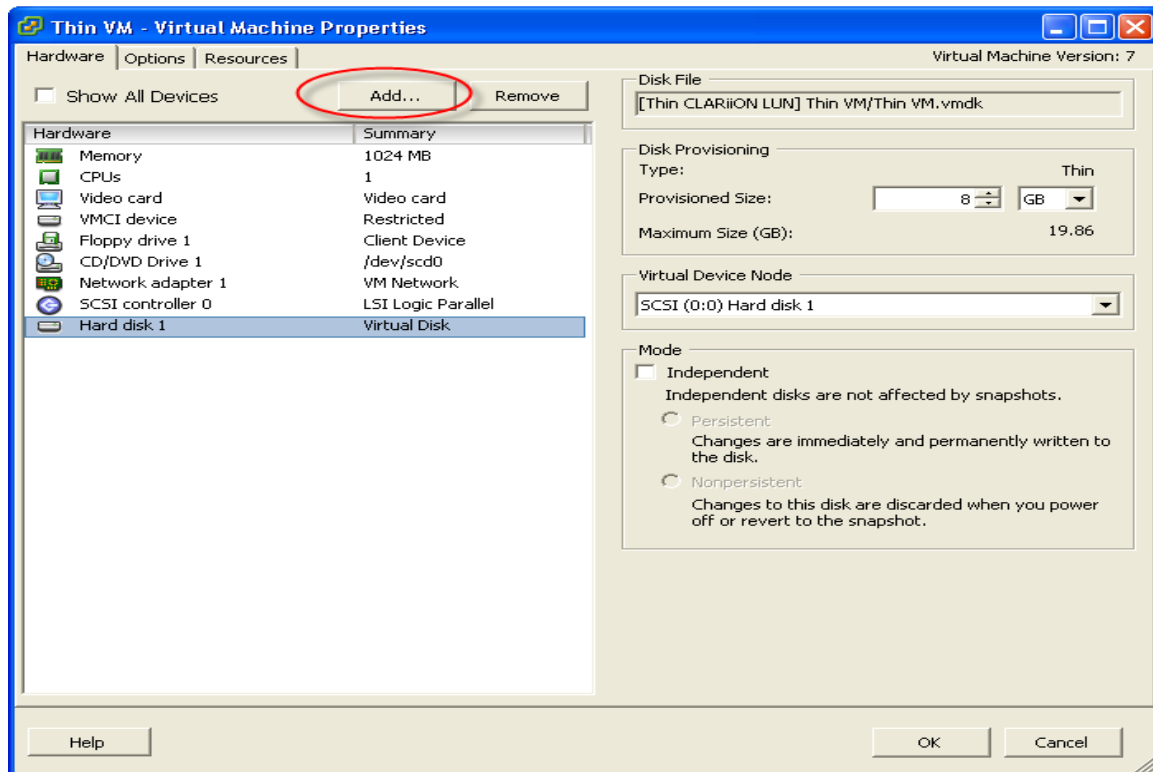 Thin VM - Virtual Machine Properties
Hardware Options Resources
Virtual Machine Version: 7
Show All Devices
Add...
Remove
Hardware Summary
Memory 1024 MB
CPUs 1
Video card Video card
VMCI device Restricted
Floppy drive 1 Client Device
CD/DVD Drive 1 /dev/scd0
Network adapter 1 VM Network
SCSI controller 0 LSI Logic Parallel
Hard disk 1 Virtual Disk
Disk File
[Thin CLARiiON LUN] Thin VM/Thin VM.vmdk
Disk Provisioning
Type: Thin
Provisioned Size: 8 GB
Maximum Size (GB): 19.86
Virtual Device Node
SCSI (0:0) Hard disk 1
Mode
Independent
Independent disks are not affected by snapshots.
Persistent
Changes are immediately and permanently written to
the disk.
Nonpersistent
Changes to this disk are discarded when you power
off or revert to the snapshot.
Help
OK
Cancel